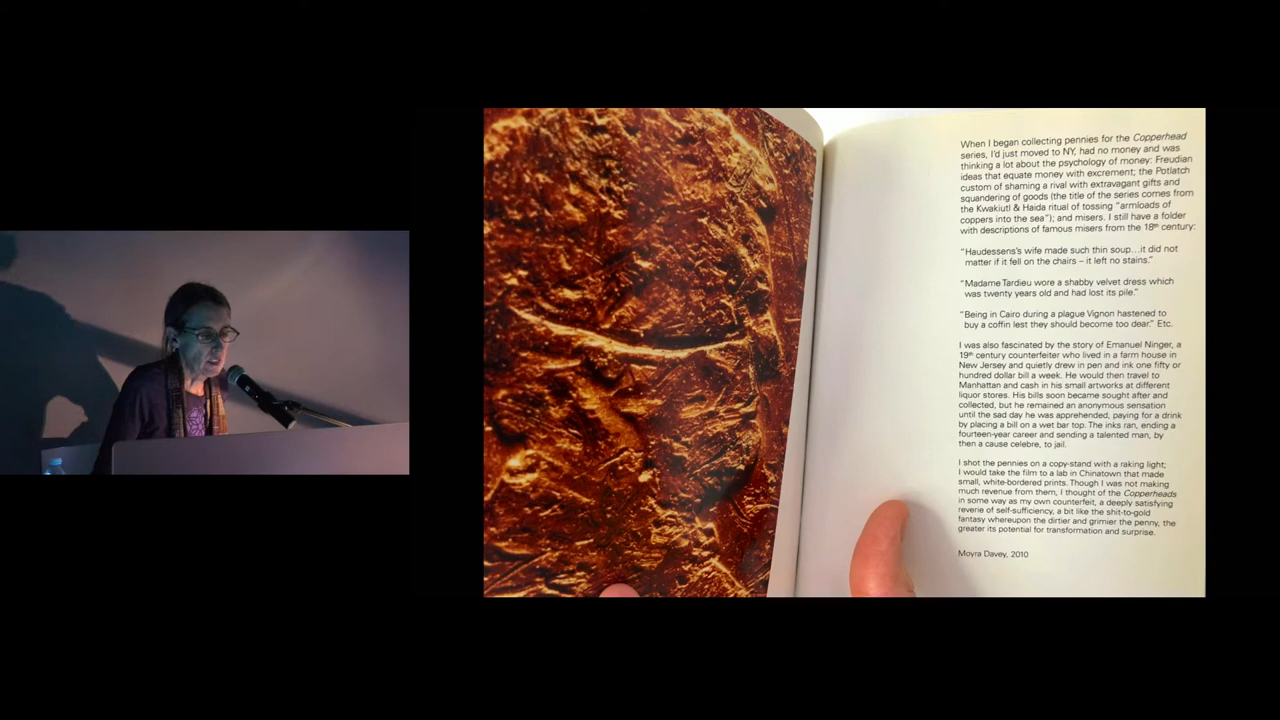 When I began collecting pennies for the Copperhead
series, I'd just moved to NY, had no money and was
thinking a lot about the psychology of money: Freudian
ideas that equate money with excrement; the Potlatch
custom of shaming a rival with extravagant gifts and
squandering of goods (the title of the series comes from
the Kwakiutl & Haida ritual of tossing "armloads of
coppers into the sea"); and misers. I still have a folder
with descriptions of famous misers from the 18th century:
"Haudessens's wife made such thin soup...it did not
matter if it fell on the chairs – it left no stains."
"Madame Tardieu wore a shabby velvet dress which
was twenty years old and had lost its pile."
"Being in Cairo during a plague Vignon hastened to
buy a coffin lest they should become too dear." Etc.
I was also fascinated by the story of Emanuel Ninger, a
19th century counterfeiter who lived in a farm house in
New Jersey and quietly drew in pen and ink one fifty or
hundred dollar bill a week. He would then travel to
Manhattan and cash in his small artworks at different
liquor stores. His bills soon became sought after and
collected, but he remained an anonymous sensation
until the sad day he was apprehended, paying for a drink
by placing a bill on a wet bar top. The inks ran, ending a
fourteen-year career and sending a talented man, by
then a cause celebre, to jail.
I shot the pennies on a copy-stand with a raking light;
I would take the film to a lab in Chinatown that made
small, white-bordered prints. Though I was not making
much revenue from them, I thought of the Copperheads
in some way as my own counterfeit, a deeply satisfying
reverie of self-sufficiency, a bit like the shit-to-gold
fantasy whereupon the dirtier and grimier the penny, the
greater its potential for transformation and surprise.
Moyra Davey, 2010